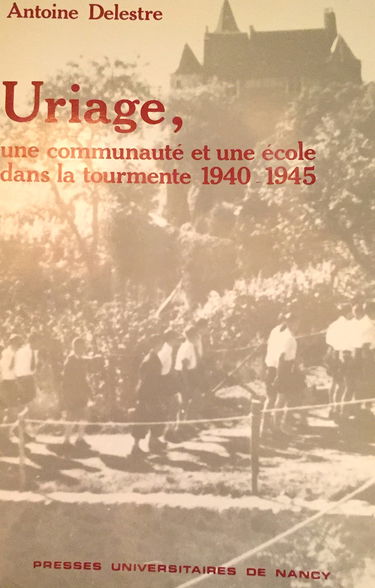 Antoine Delestre
Uriage,
une communauté et une école
dans la tourmente 1940 - 1945
PRESSES UNIVERSITAIRES DE NANCY